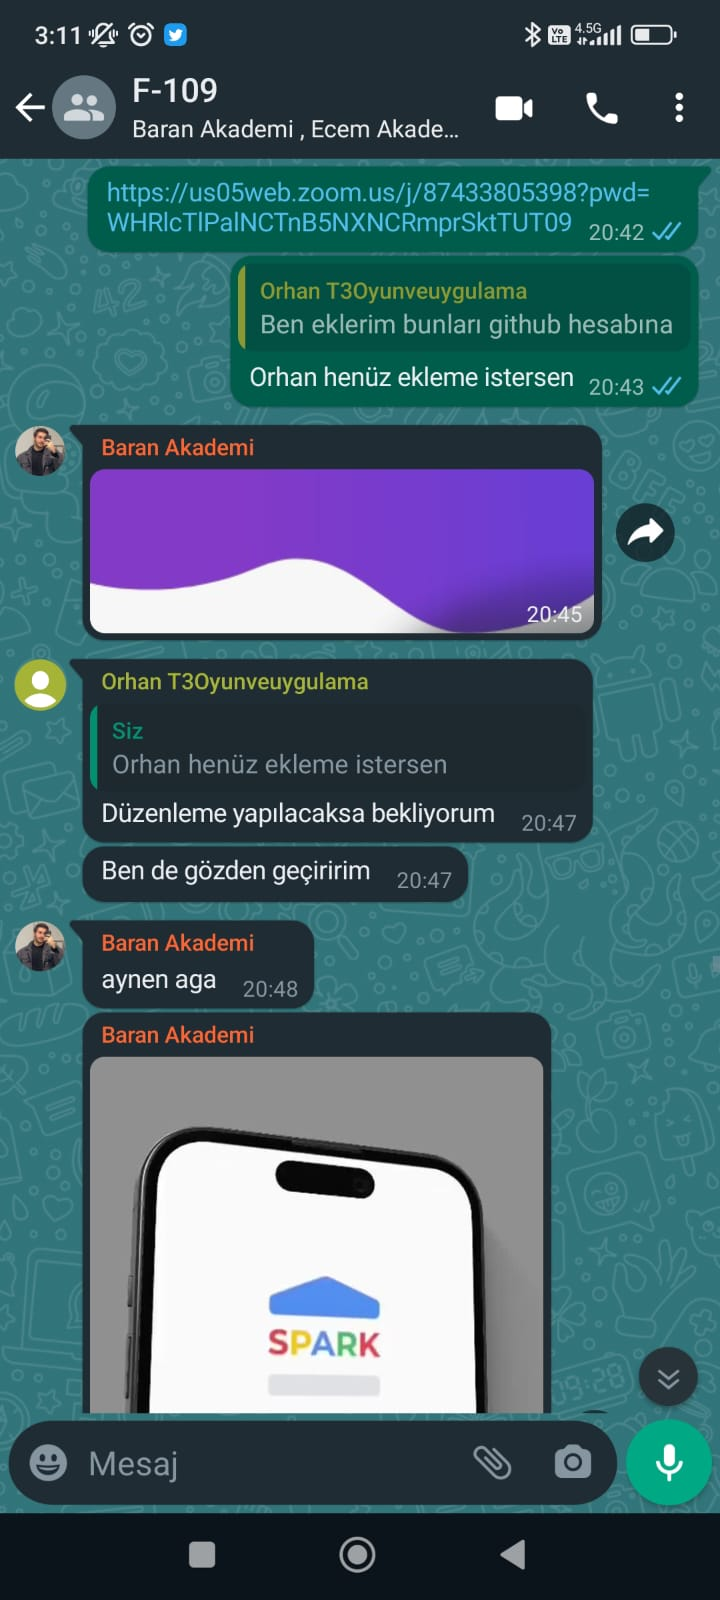 3:11
4.5G
Vo
LTE
F-109
Baran Akademi , Ecem Akade...
https://us05web.zoom.us/j/87433805398?pwd=
WHRlcTlPalNCTnB5NXNCRmprSktTUT09 20:42
Orhan T3Oyunveuygulama
Ben eklerim bunları github hesabına
Orhan henüz ekleme istersen 20:43
Baran Akademi
20:45
Orhan T3Oyunveuygulama
Siz
Orhan henüz ekleme istersen
Düzenleme yapılacaksa bekliyorum 20:47
Ben de gözden geçiririm 20:47
Baran Akademi
aynen aga 20:48
Baran Akademi
SPARK
Mesaj